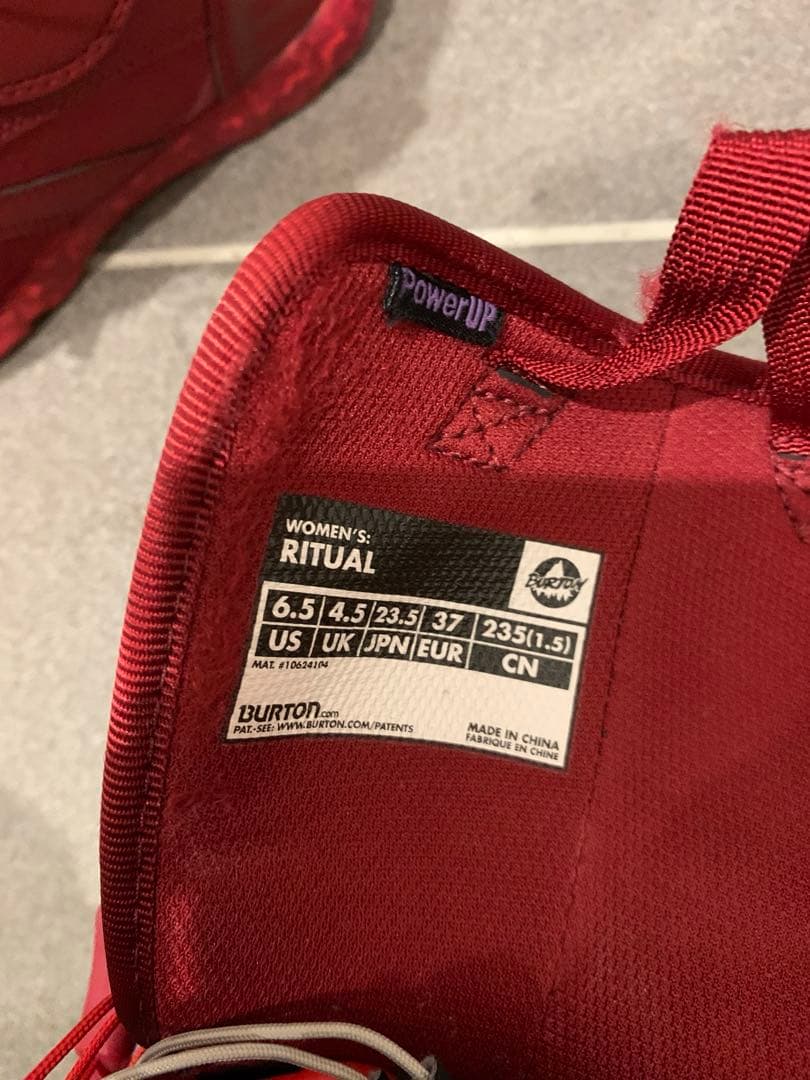 PowerUP
WOMEN'S:
RITUAL
BURTON
6.5 4.5 23.5 37 235(1.5)
US UK JPN EUR CN
MAT. #10624104
BURTON.com
PAT.-SEE: WWW.BURTON.COM/PATENTS
MADE IN CHINA
FABRIQUE EN CHINE